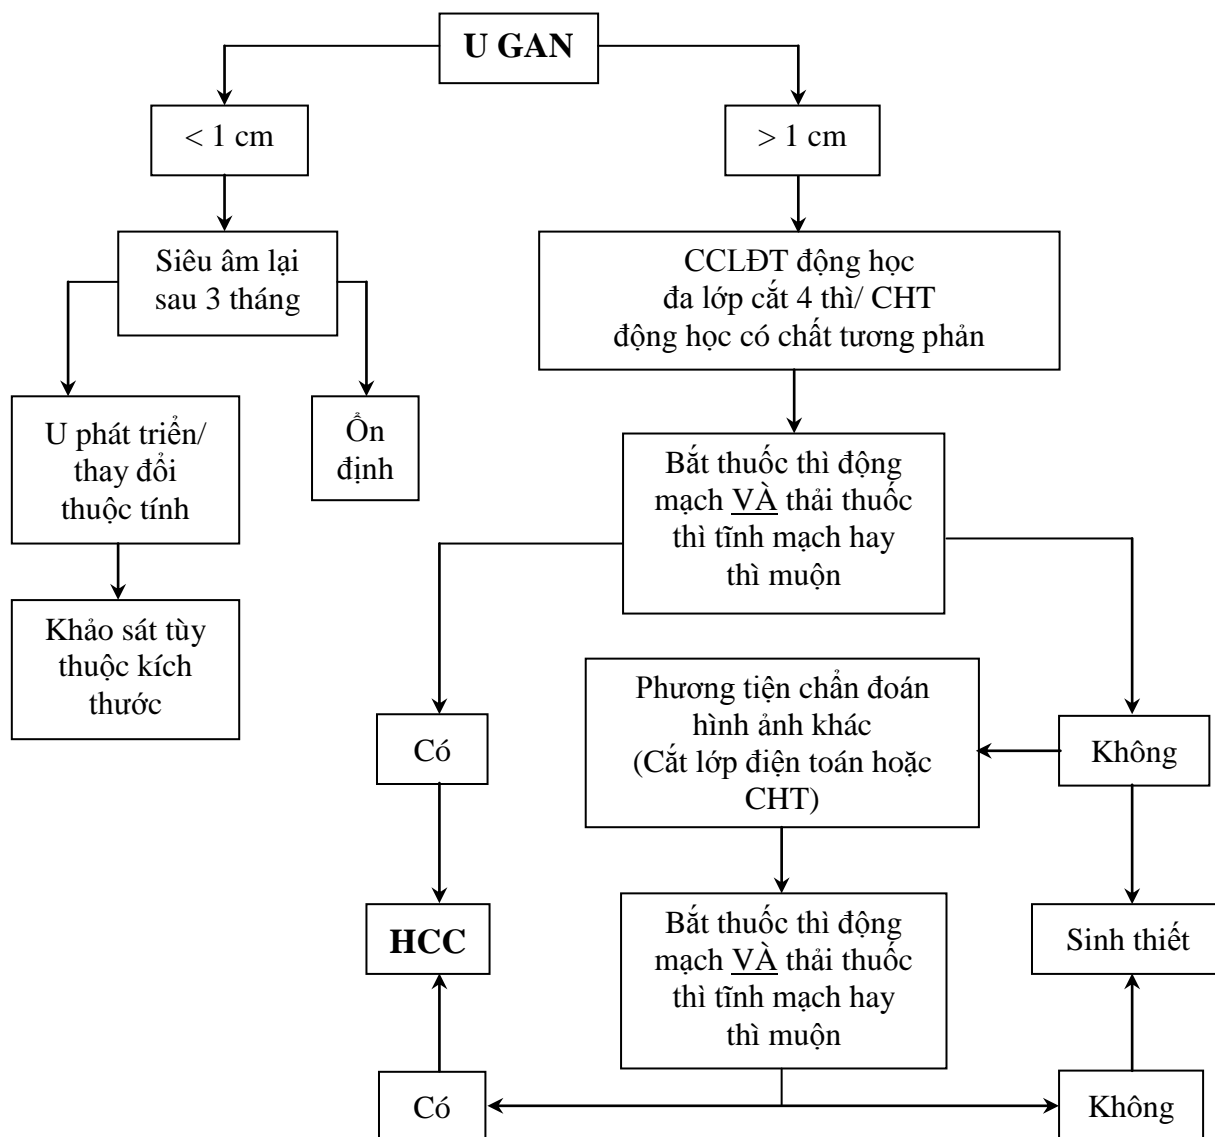 U GAN
< 1 cm
> 1 cm
Siêu âm lại
sau 3 tháng
CCLĐT động học
đa lớp cắt 4 thì/ CHT
động học có chất tương phản
U phát triển/
thay đổi
thuộc tính
Ổn
định
Bắt thuốc thì động
mạch VÀ thải thuốc
thì tĩnh mạch hay
thì muộn
Khảo sát tùy
thuộc kích
thước
Phương tiện chẩn đoán
hình ảnh khác
(Cắt lớp điện toán hoặc
CHT)
Có
Không
HCC
Bắt thuốc thì động
mạch VÀ thải thuốc
thì tĩnh mạch hay
thì muộn
Sinh thiết
Có
Không